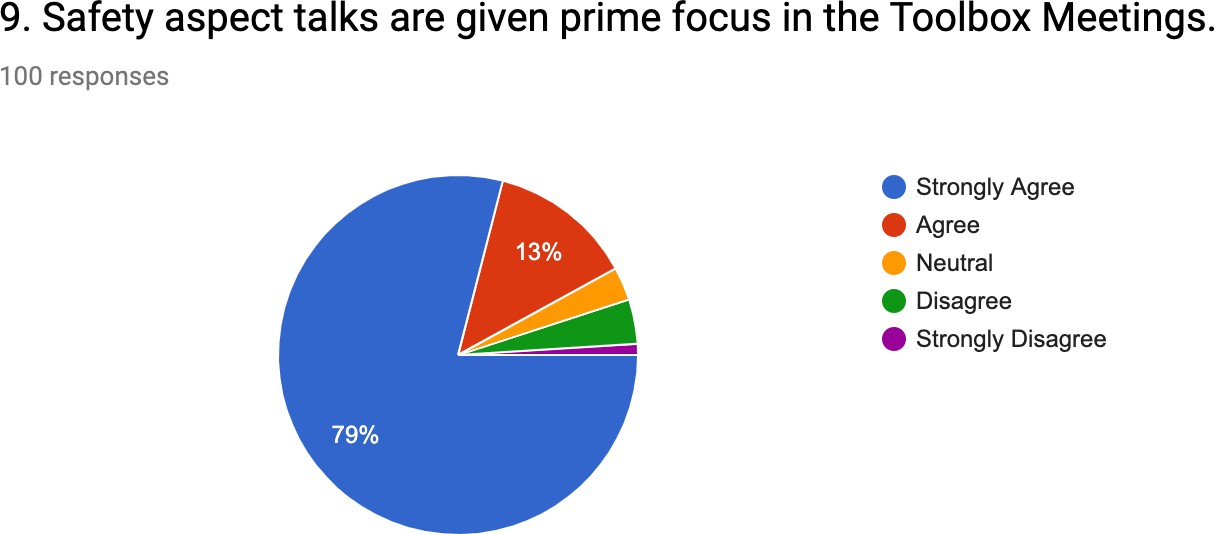 9. Safety aspect talks are given prime focus in the Toolbox Meetings.
100 responses
13%
79%
Strongly Agree
Agree
Neutral
Disagree
Strongly Disagree